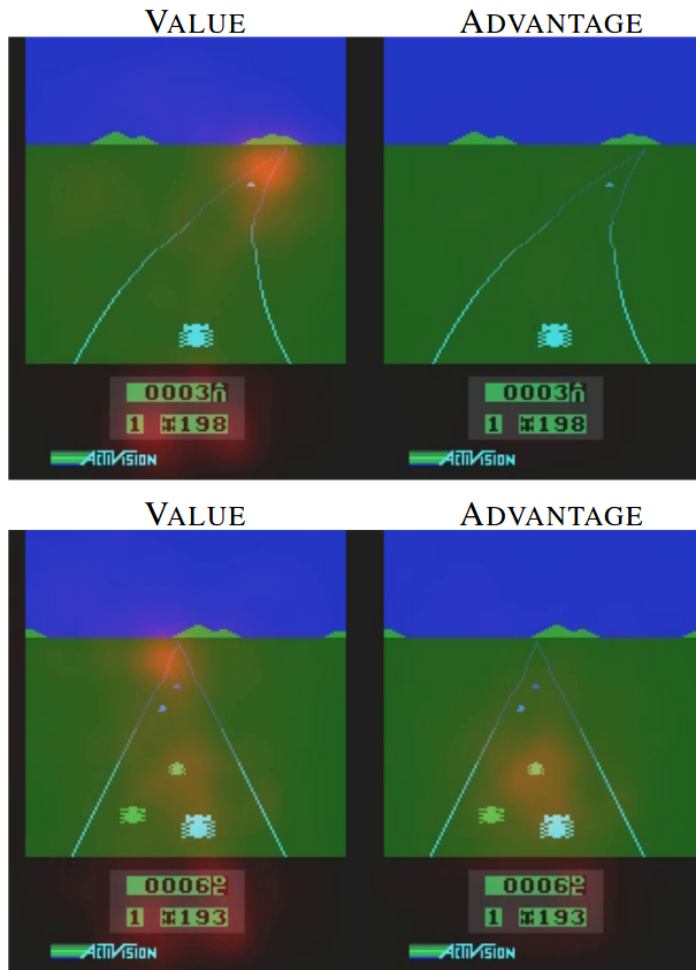 VALUE ADVANTAGE
0003 0003
1 198 1 198
ACTIVISION ACTIVISION
VALUE ADVANTAGE
0006 0006
1 193 1 193
ACTIVISION ACTIVISION